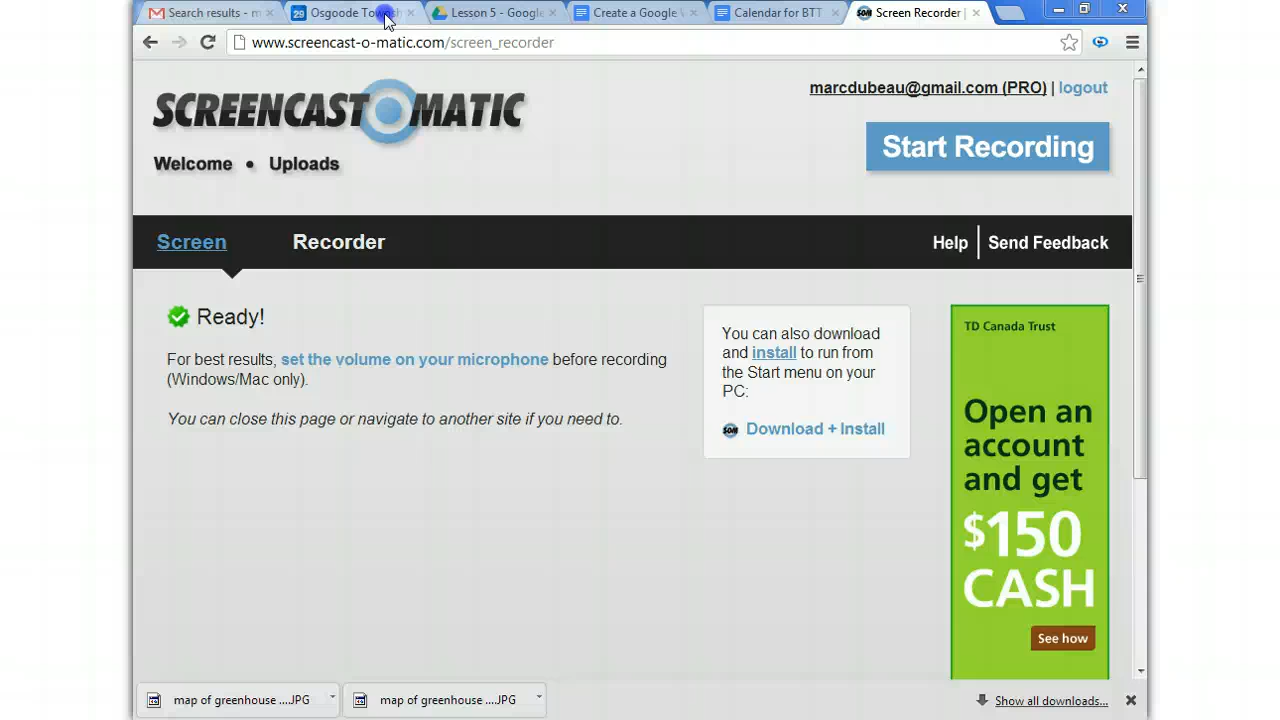 Search results - m
29 Osgoode Tow
Lesson 5 - Google
Create a Google
Calendar for BTT
SOM Screen Recorder |
www.screencast-o-matic.com/screen_recorder
SCREENCAST MATIC
marcdubeau@gmail.com (PRO) | logout
Start Recording
Welcome • Uploads
Screen
Recorder
Help
Send Feedback
Ready!
For best results, set the volume on your microphone before recording
(Windows/Mac only).
You can close this page or navigate to another site if you need to.
You can also download
and install to run from
the Start menu on your
PC:
SOM Download + Install
TD Canada Trust
Open an
account
and get
$150
CASH
See how
map of greenhouse ....JPG
map of greenhouse ....JPG
Show all downloads...